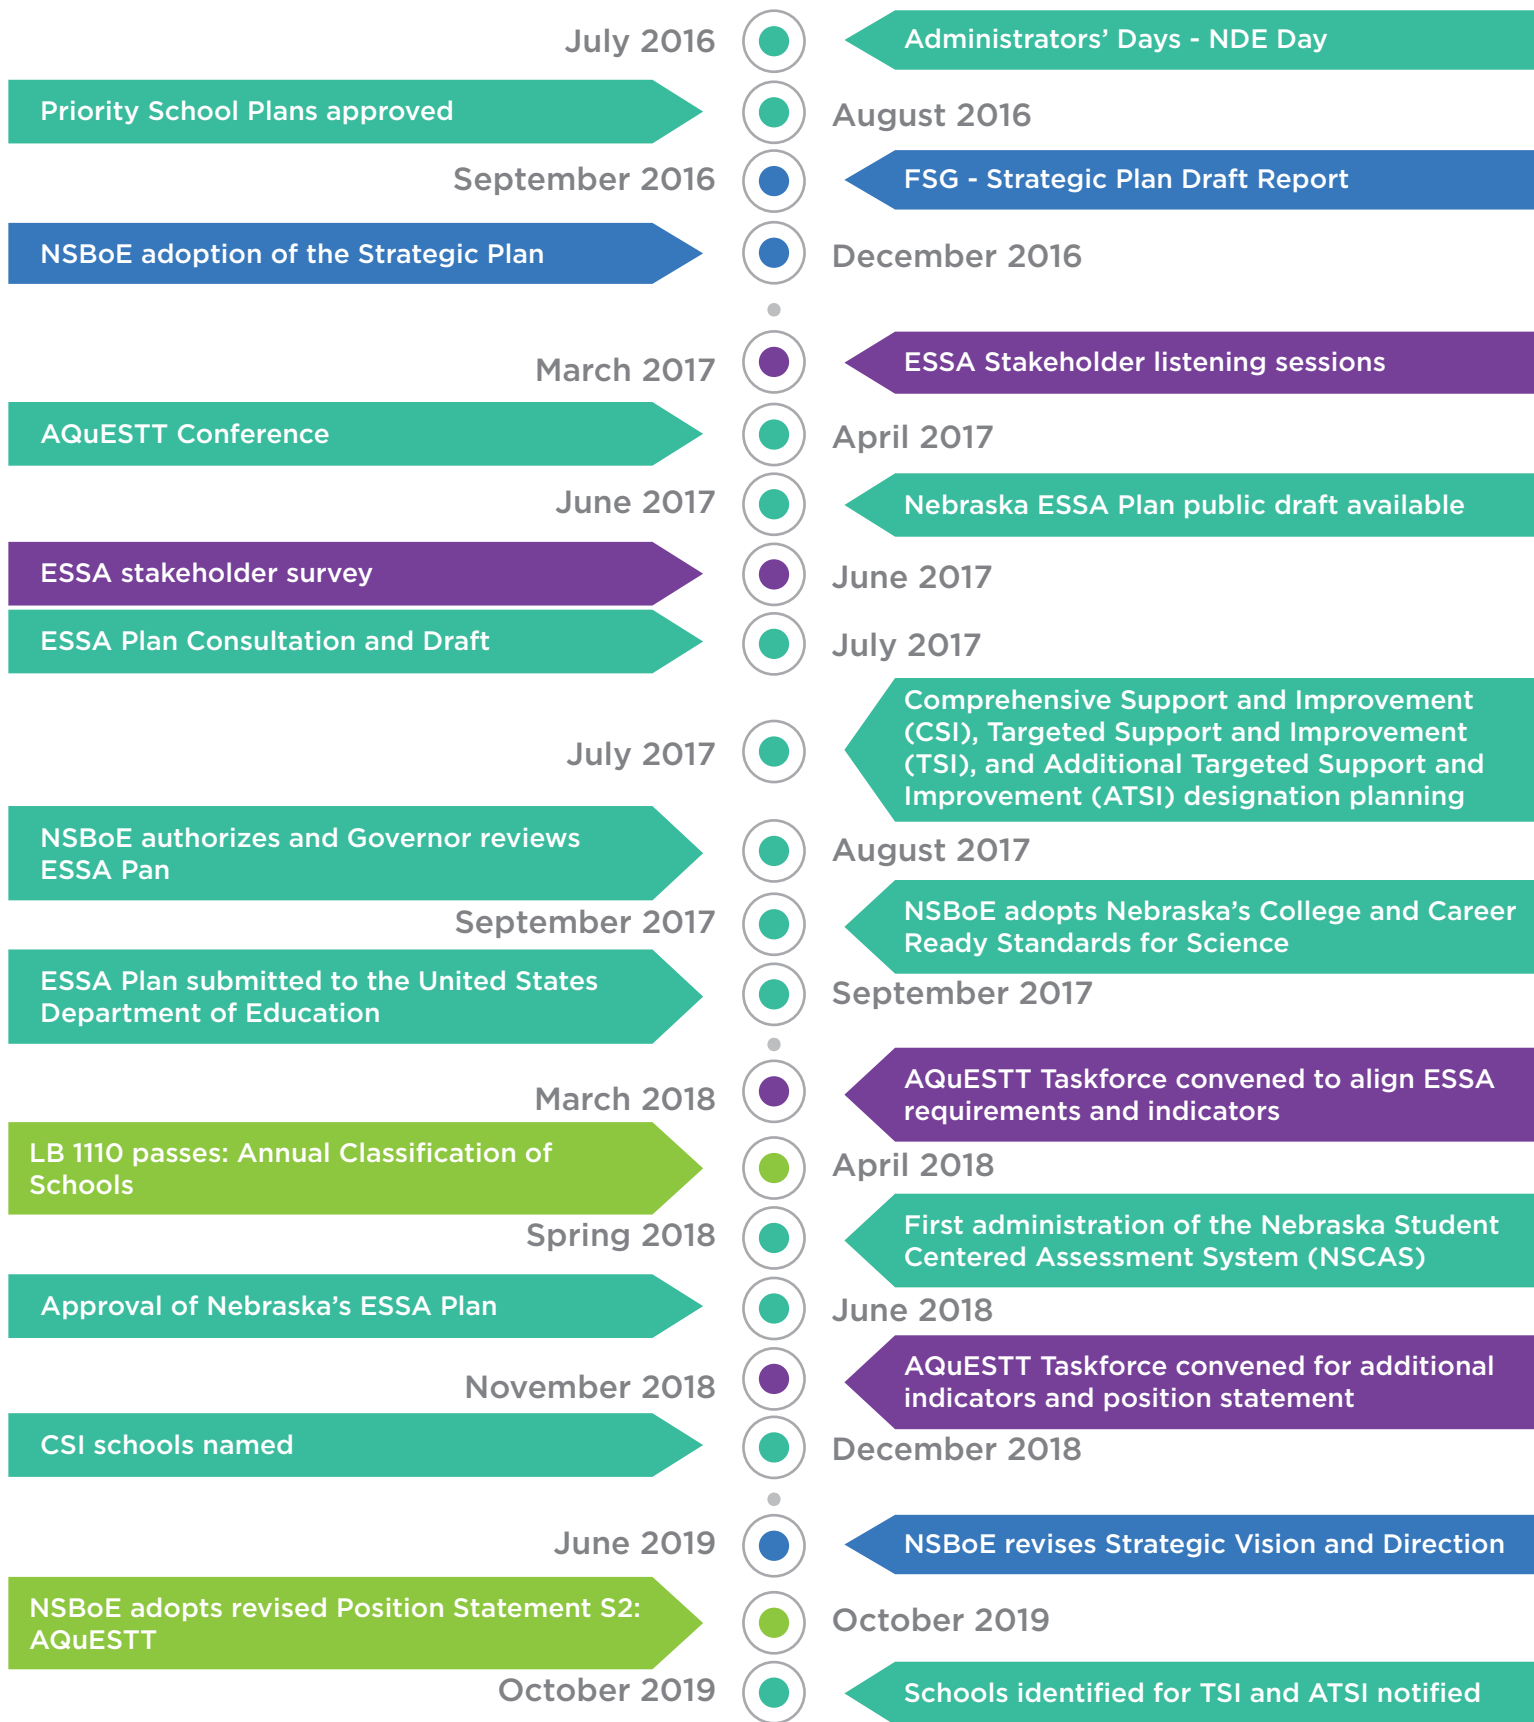 July 2016
Administrators' Days - NDE Day
Priority School Plans approved
August 2016
September 2016
FSG - Strategic Plan Draft Report
NSBoE adoption of the Strategic Plan
December 2016
March 2017
ESSA Stakeholder listening sessions
AQuESTT Conference
April 2017
June 2017
Nebraska ESSA Plan public draft available
ESSA stakeholder survey
June 2017
ESSA Plan Consultation and Draft
July 2017
July 2017
Comprehensive Support and Improvement
(CSI), Targeted Support and Improvement
(TSI), and Additional Targeted Support and
Improvement (ATSI) designation planning
NSBoE authorizes and Governor reviews
ESSA Pan
August 2017
September 2017
NSBoE adopts Nebraska's College and Career
Ready Standards for Science
ESSA Plan submitted to the United States
Department of Education
September 2017
March 2018
AQuESTT Taskforce convened to align ESSA
requirements and indicators
LB 1110 passes: Annual Classification of
Schools
April 2018
Spring 2018
First administration of the Nebraska Student
Centered Assessment System (NSCAS)
Approval of Nebraska's ESSA Plan
June 2018
November 2018
AQuESTT Taskforce convened for additional
indicators and position statement
CSI schools named
December 2018
June 2019
NSBoE revises Strategic Vision and Direction
NSBoE adopts revised Position Statement S2:
AQuESTT
October 2019
October 2019
Schools identified for TSI and ATSI notified